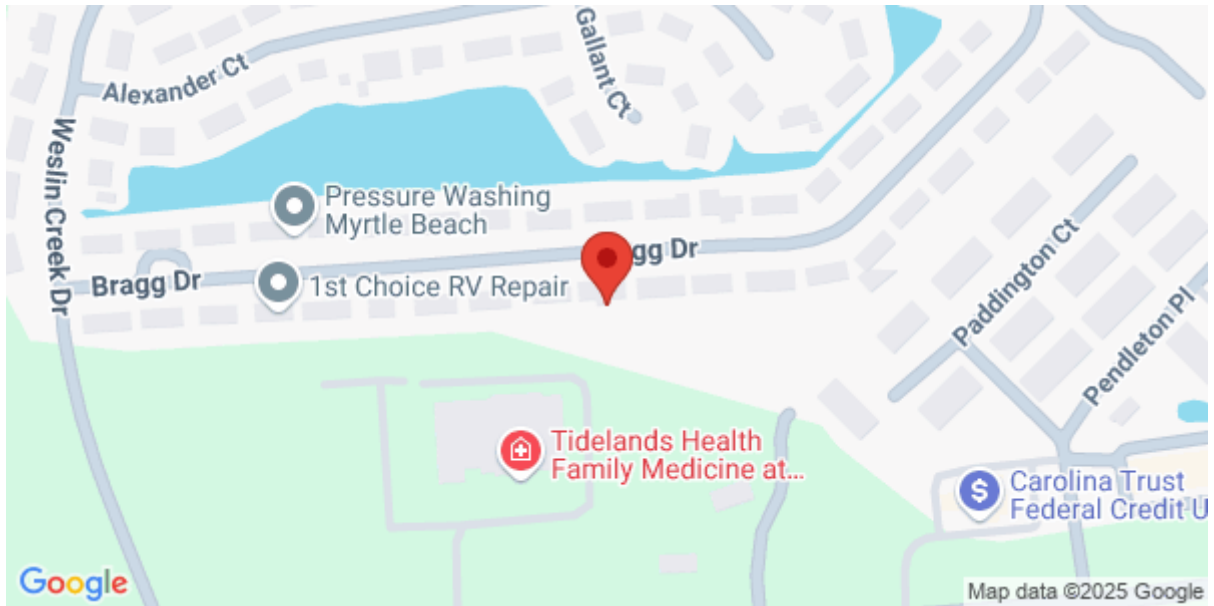 Alexander Ct
Gallant Ct
Weslin Creek Dr
Pressure Washing
Myrtle Beach
gg Dr
Bragg Dr
1st Choice RV Repair
Paddington Ct
Pendleton Pl
Tidelands Health
Family Medicine at...
Carolina Trust
Federal Credit U
Google
Map data ©2025 Google